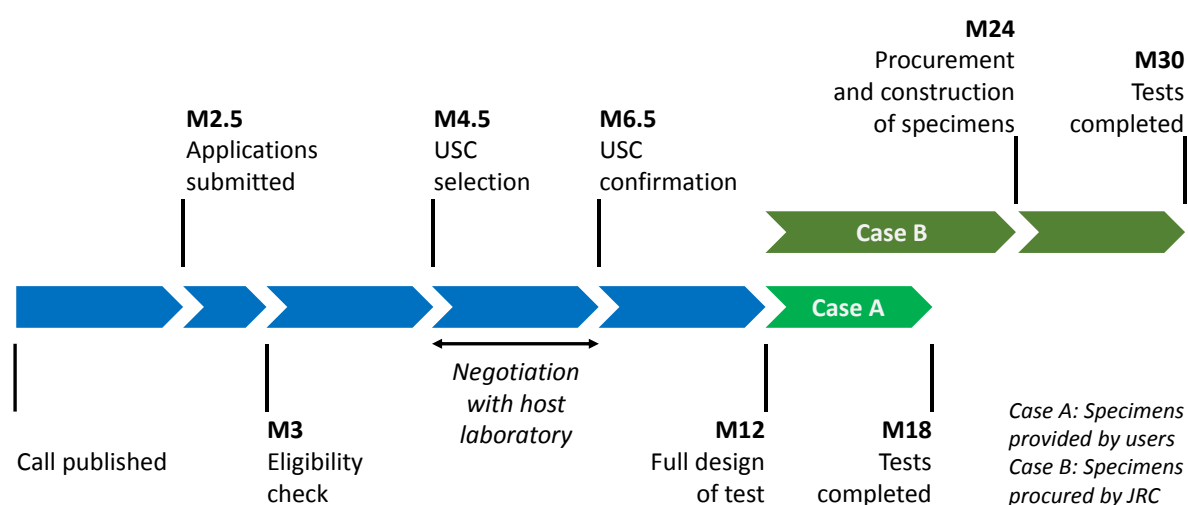 M24
Procurement
and construction
of specimens
M30
Tests
completed
M2.5
Applications
submitted
M4.5
USC
selection
M6.5
USC
confirmation
Case B
Case A
Negotiation
with host
laboratory
Call published
M3
Eligibility
check
M12
Full design
of test
M18
Tests
completed
Case A: Specimens
provided by users
Case B: Specimens
procured by JRC